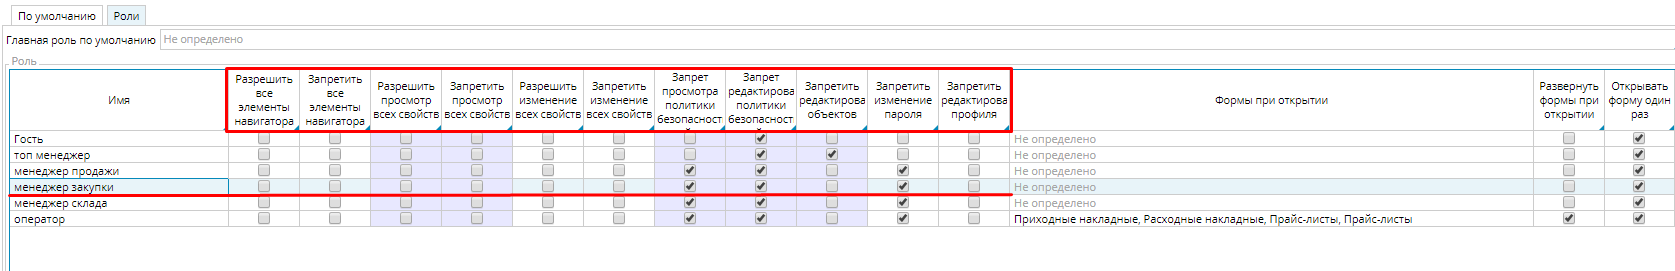 По умолчанию
Роли
Главная роль по умолчанию
Не определено
Роль
Имя
Разрешить
все
элементы
навигатора
Запретить
все
элементы
навигатора
Разрешить
просмотр
всех свойств
Запретить
просмотр
всех свойств
Разрешить
изменение
всех свойств
Запретить
изменение
всех свойств
Запрет
просмотра
политики
безопасност
Запрет
редактирова
политики
безопасност
Запретить
редактирова
объектов
Запретить
изменение
пароля
Запретить
редактирова
профиля
Формы при открытии
Развернуть
формы при
открытии
Открывать
форму один
раз
Гость
Не определено
топ менеджер
Не определено
менеджер продажи
Не определено
менеджер закупки
Не определено
менеджер склада
Не определено
оператор
Приходные накладные, Расходные накладные, Прайс-листы, Прайс-листы